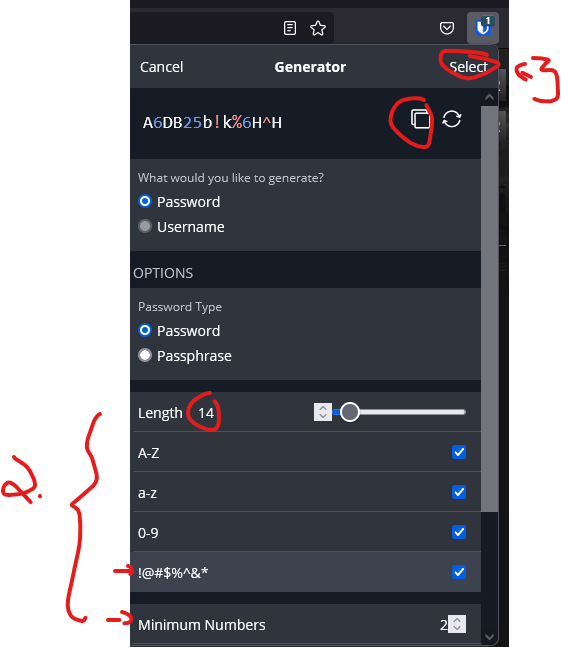 1
Cancel Generator Select
3
A6DB25b!k%6H^H
What would you like to generate?
Password
Username
OPTIONS
Password Type
Password
Passphrase
Length 14
A-Z
a-z
2.
0-9
!@#$%^&*
Minimum Numbers 2